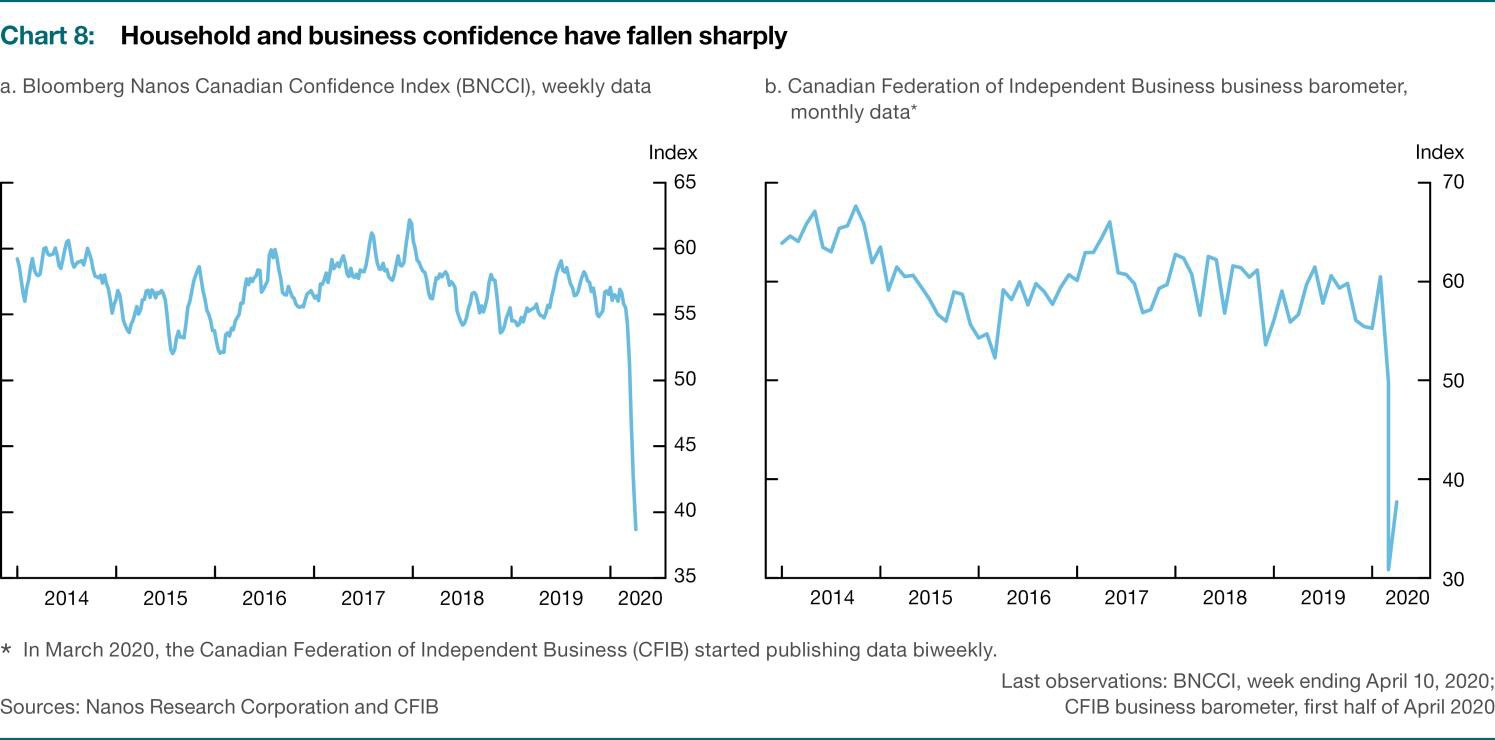 Chart 8: Household and business confidence have fallen sharply
a. Bloomberg Nanos Canadian Confidence Index (BNCCI), weekly data
Index
65
60
55
50
45
40
35
2014 2015 2016 2017 2018 2019 2020
b. Canadian Federation of Independent Business business barometer,
monthly data*
Index
70
60
50
40
30
2014 2015 2016 2017 2018 2019 2020
* In March 2020, the Canadian Federation of Independent Business (CFIB) started publishing data biweekly.
Sources: Nanos Research Corporation and CFIB
Last observations: BNCCI, week ending April 10, 2020;
CFIB business barometer, first half of April 2020